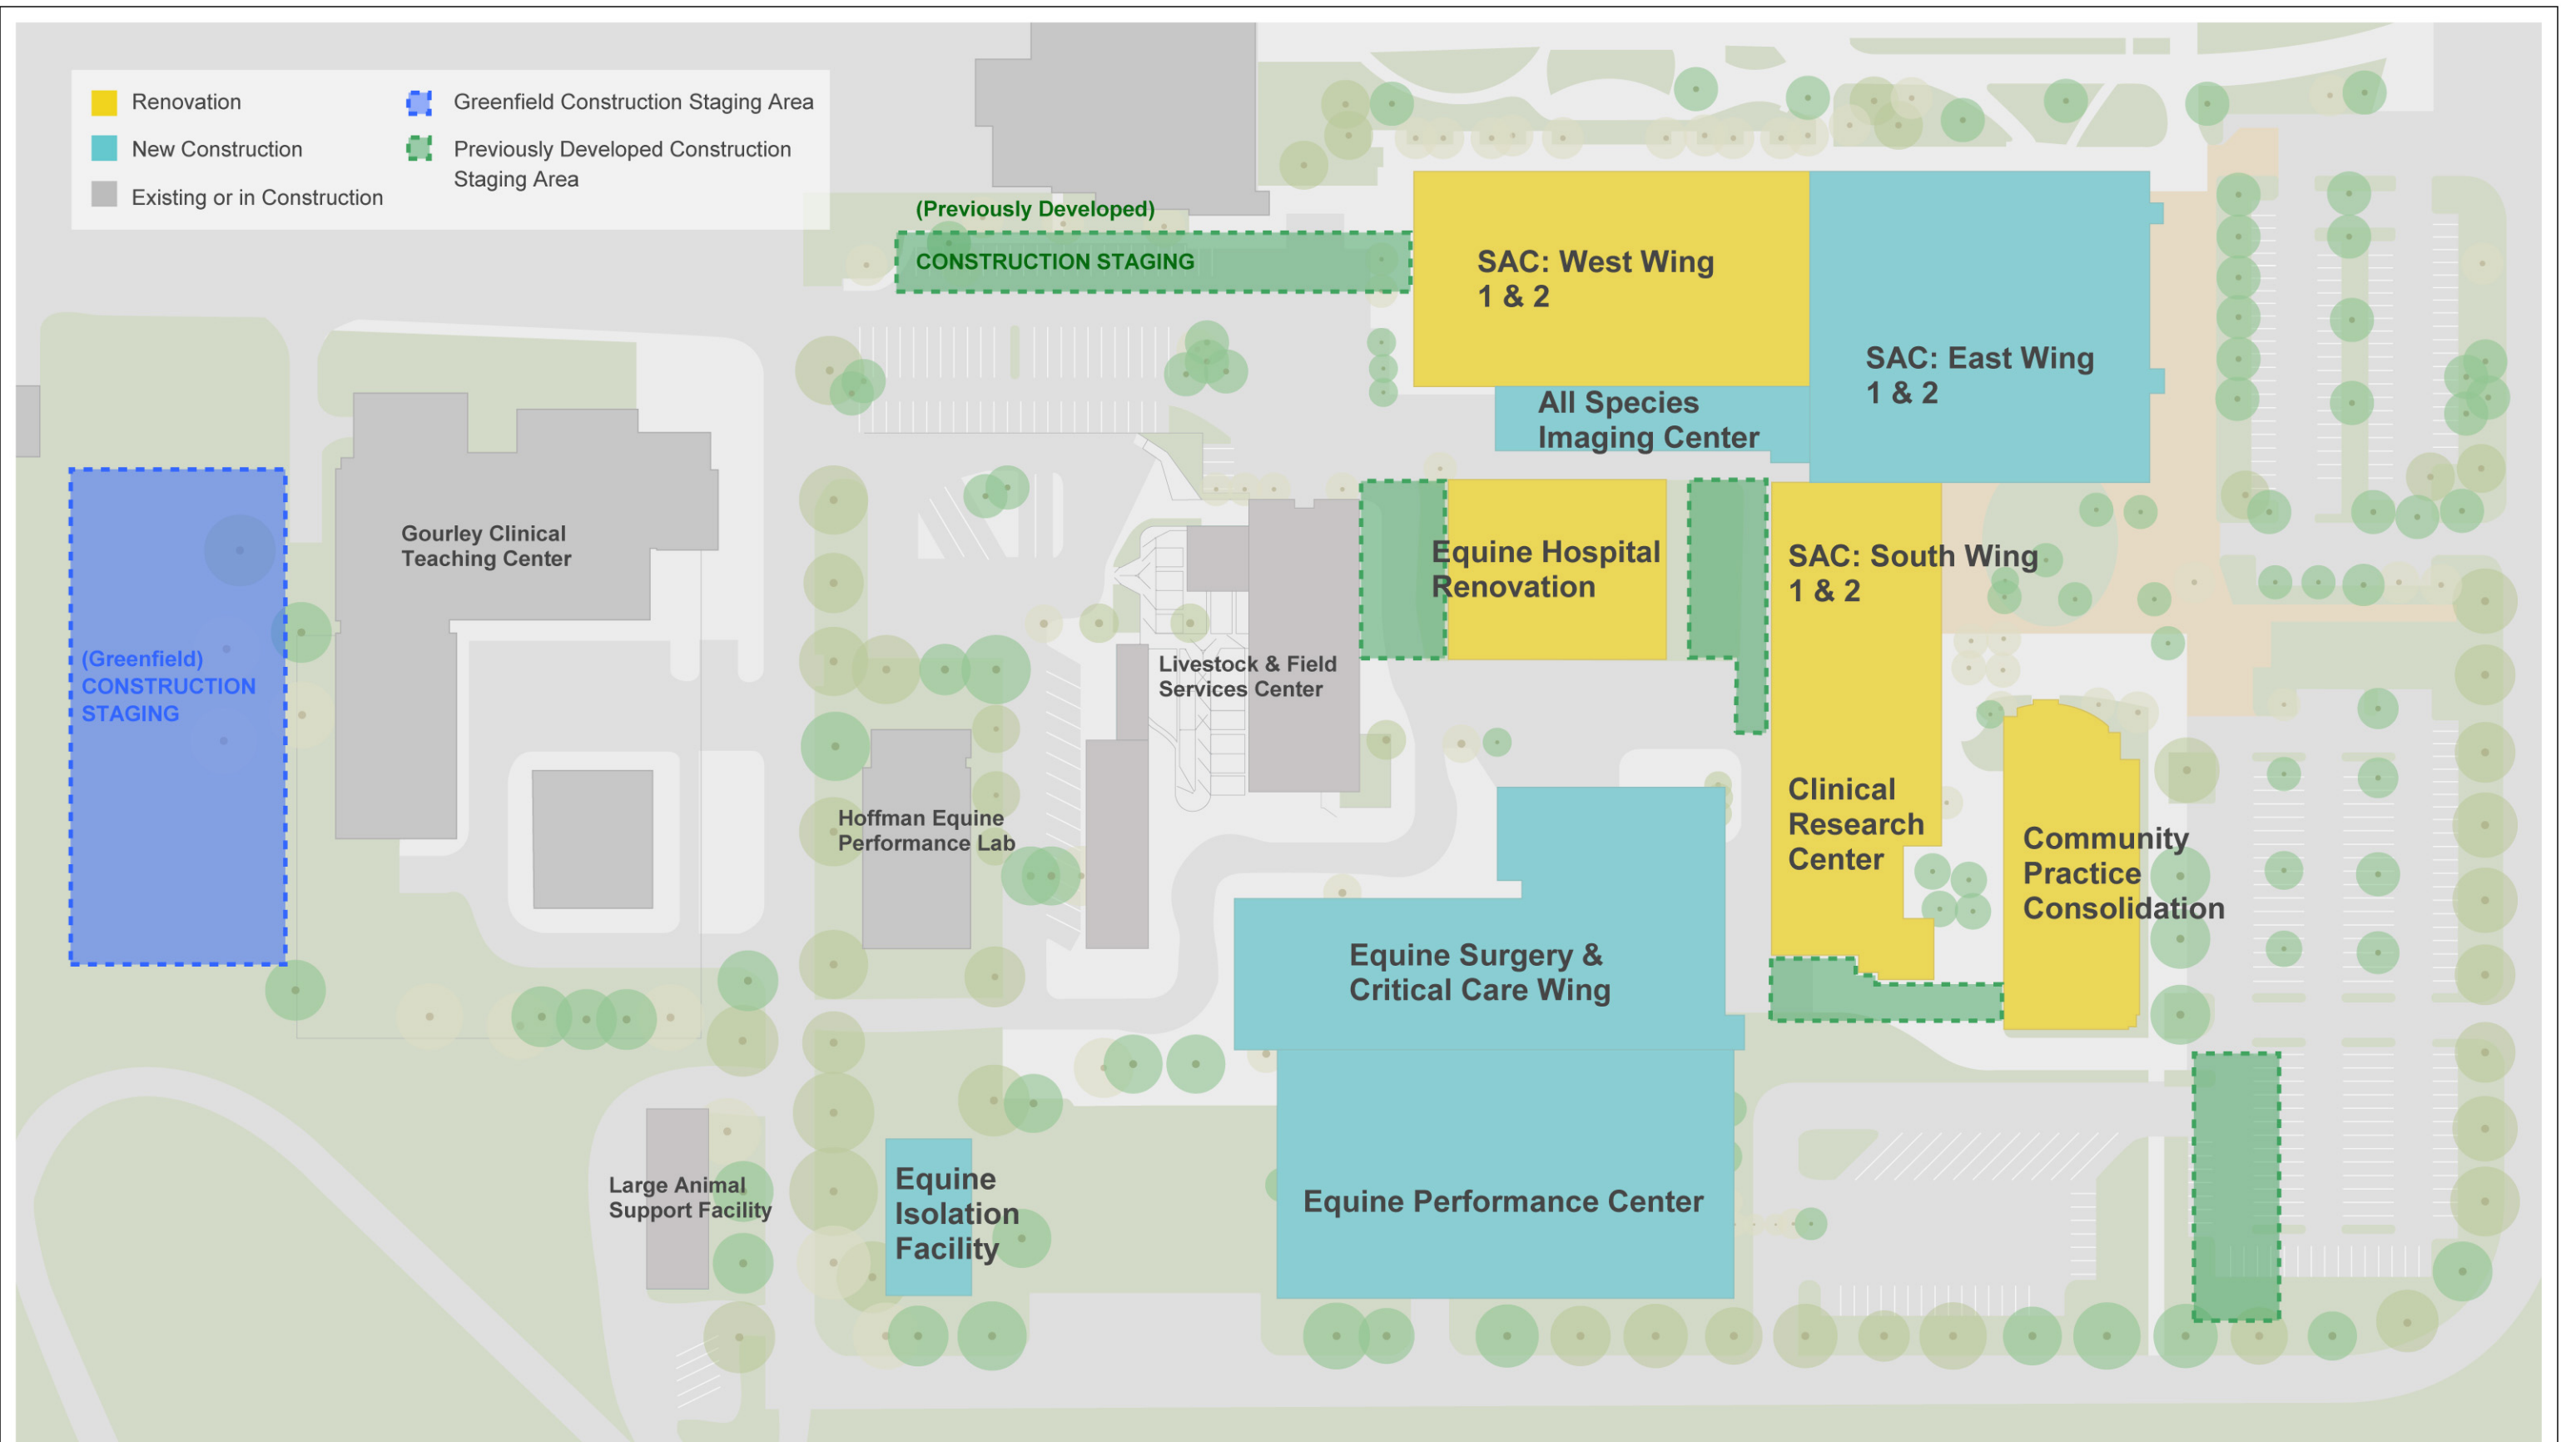 Renovation
New Construction
Existing or in Construction
Greenfield Construction Staging Area
Previously Developed Construction
Staging Area
(Previously Developed)
CONSTRUCTION STAGING
SAC: West Wing
1 & 2
SAC: East Wing
1 & 2
All Species
Imaging Center
Gourley Clinical
Teaching Center
Equine Hospital
Renovation
SAC: South Wing
1 & 2
(Greenfield)
CONSTRUCTION
STAGING
Livestock & Field
Services Center
Hoffman Equine
Performance Lab
Clinical
Research
Center
Community
Practice
Consolidation
Equine Surgery &
Critical Care Wing
Large Animal
Support Facility
Equine
Isolation
Facility
Equine Performance Center